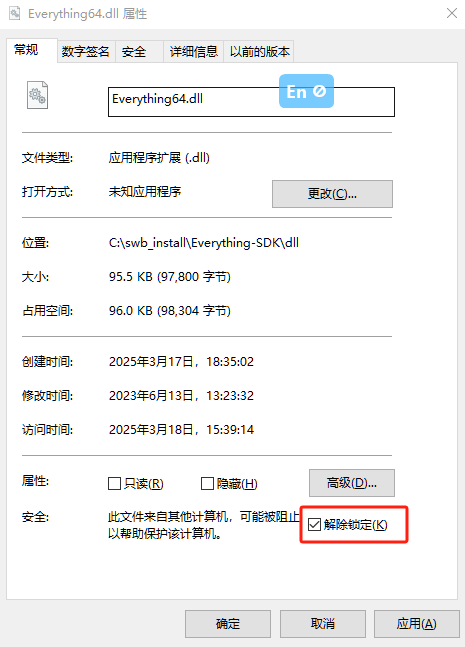 Everything64.dll 属性
常规 数字签名 安全 详细信息 以前的版本
Everything64.dll
En
文件类型: 应用程序扩展 (.dll)
打开方式: 未知应用程序 更改(C)...
位置: C:\swb_install\Everything-SDK\dll
大小: 95.5 KB (97,800 字节)
占用空间: 96.0 KB (98,304 字节)
创建时间: 2025年3月17日，18:35:02
修改时间: 2023年6月13日，13:23:32
访问时间: 2025年3月18日，15:39:14
属性: 只读(R) 隐藏(H) 高级(D)...
安全: 此文件来自其他计算机，可能被阻止
以帮助保护该计算机。
解除锁定(K)
确定 取消 应用(A)